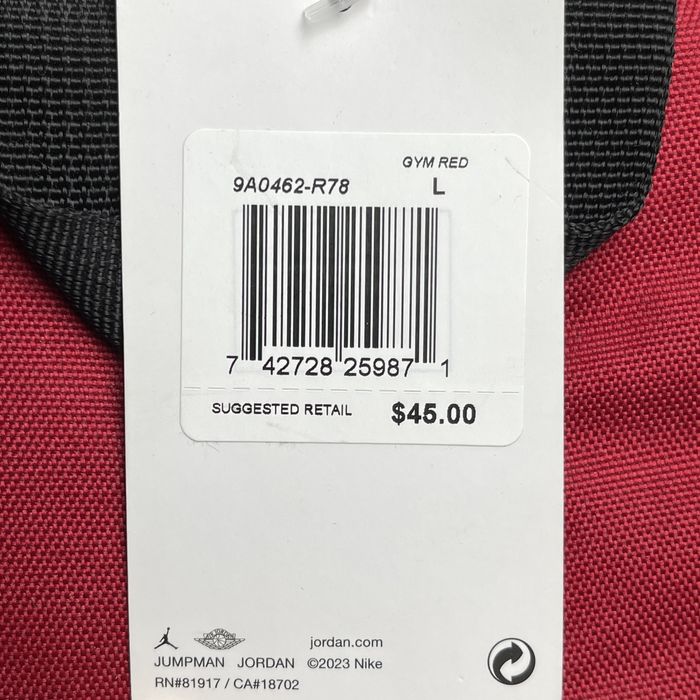 GYM RED
9A0462-R78 L
7 42728 25987 1
SUGGESTED RETAIL $45.00
jordan.com
JUMPMAN JORDAN ©2023 Nike
RN#81917 / CA#18702